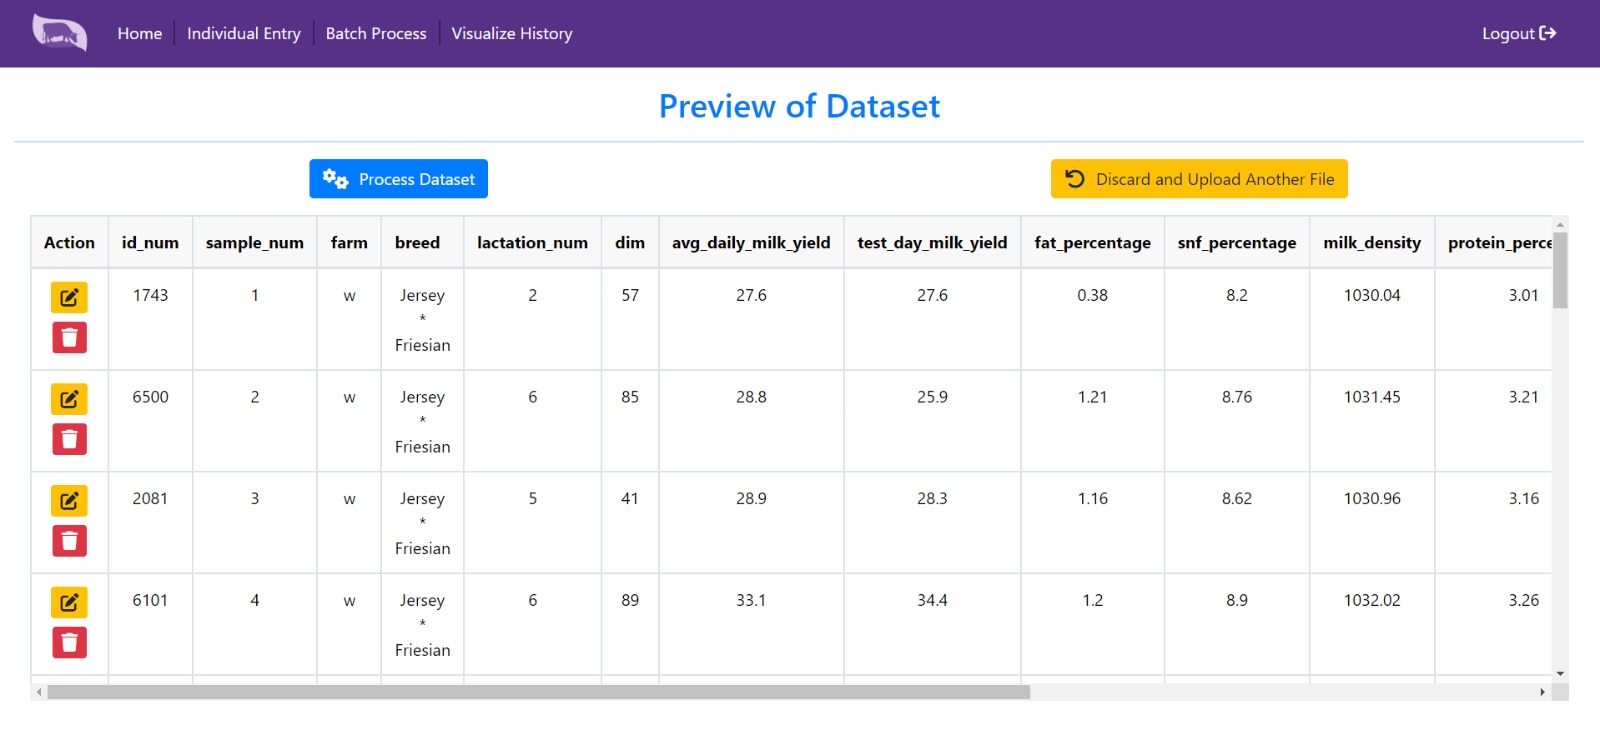 Home Individual Entry Batch Process Visualize History Logout
Preview of Dataset
Process Dataset Discard and Upload Another File
Action id_num sample_num farm breed lactation_num dim avg_daily_milk_yield test_day_milk_yield fat_percentage snf_percentage milk_density protein_perce
1743 1 w Jersey 2 57 27.6 27.6 0.38 8.2 1030.04 3.01
*
Friesian
6500 2 w Jersey 6 85 28.8 25.9 1.21 8.76 1031.45 3.21
*
Friesian
2081 3 w Jersey 5 41 28.9 28.3 1.16 8.62 1030.96 3.16
*
Friesian
6101 4 w Jersey 6 89 33.1 34.4 1.2 8.9 1032.02 3.26
*
Friesian